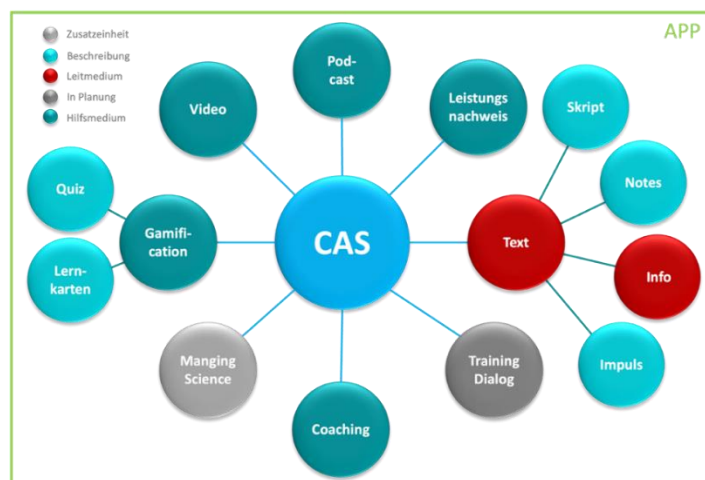 APP
Zusatzeinheit
Beschreibung
Leitmedium
In Planung
Hilfsmedium
Pod-
cast
Video
Leistungs
nachweis
Skript
Quiz
Notes
Gamifi-
cation
CAS
Text
Lern-
karten
Info
Manging
Science
Training
Dialog
Impuls
Coaching